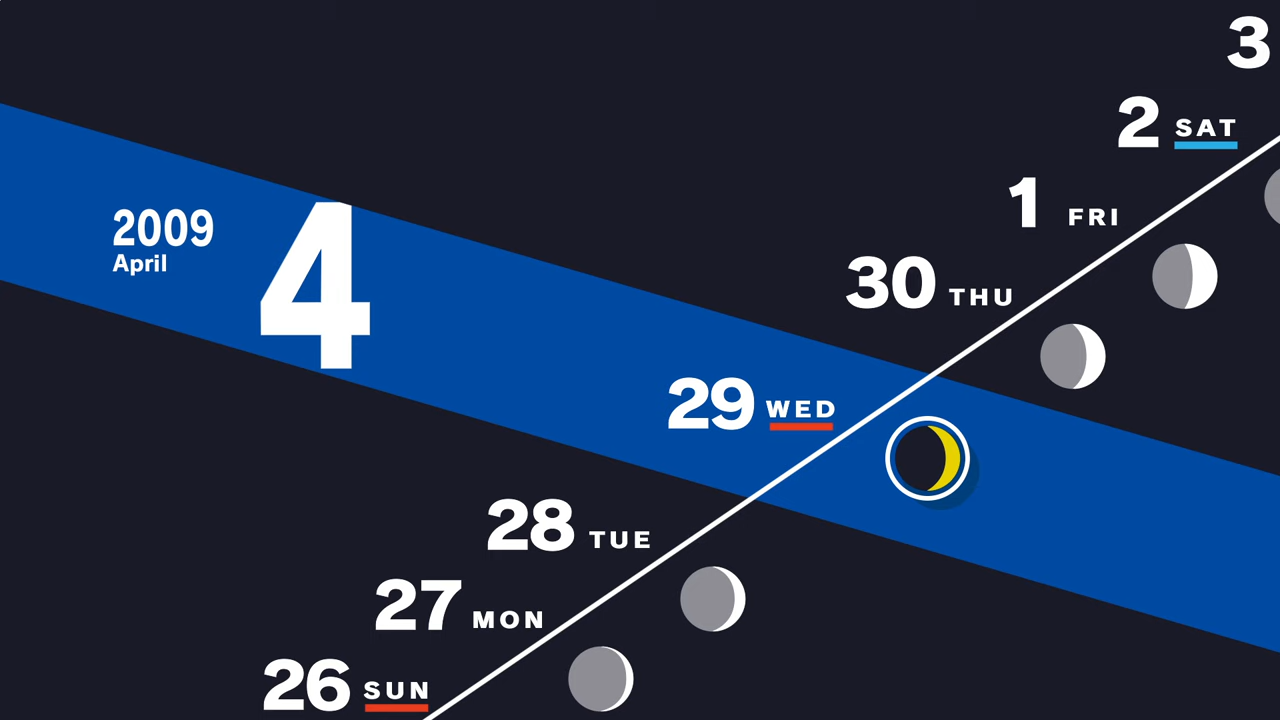 2009
April
4
3
2 SAT
1 FRI
30 THU
29 WED
28 TUE
27 MON
26 SUN